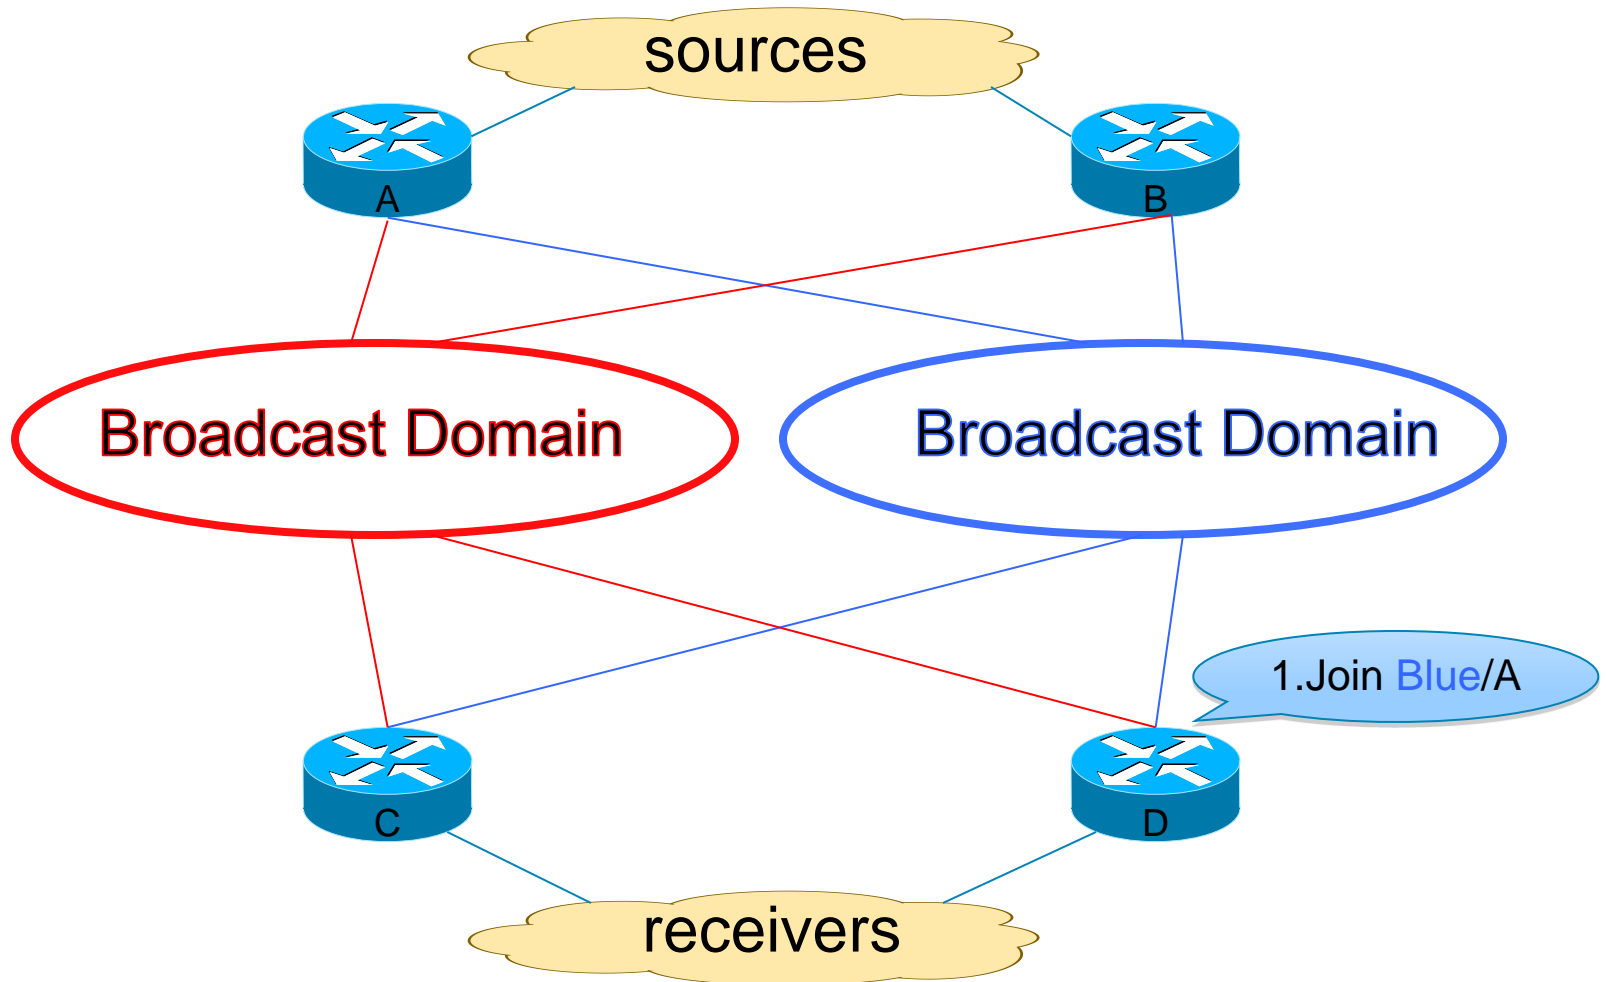 sources
A
B
Broadcast Domain
Broadcast Domain
1.Join Blue/A
C
D
receivers